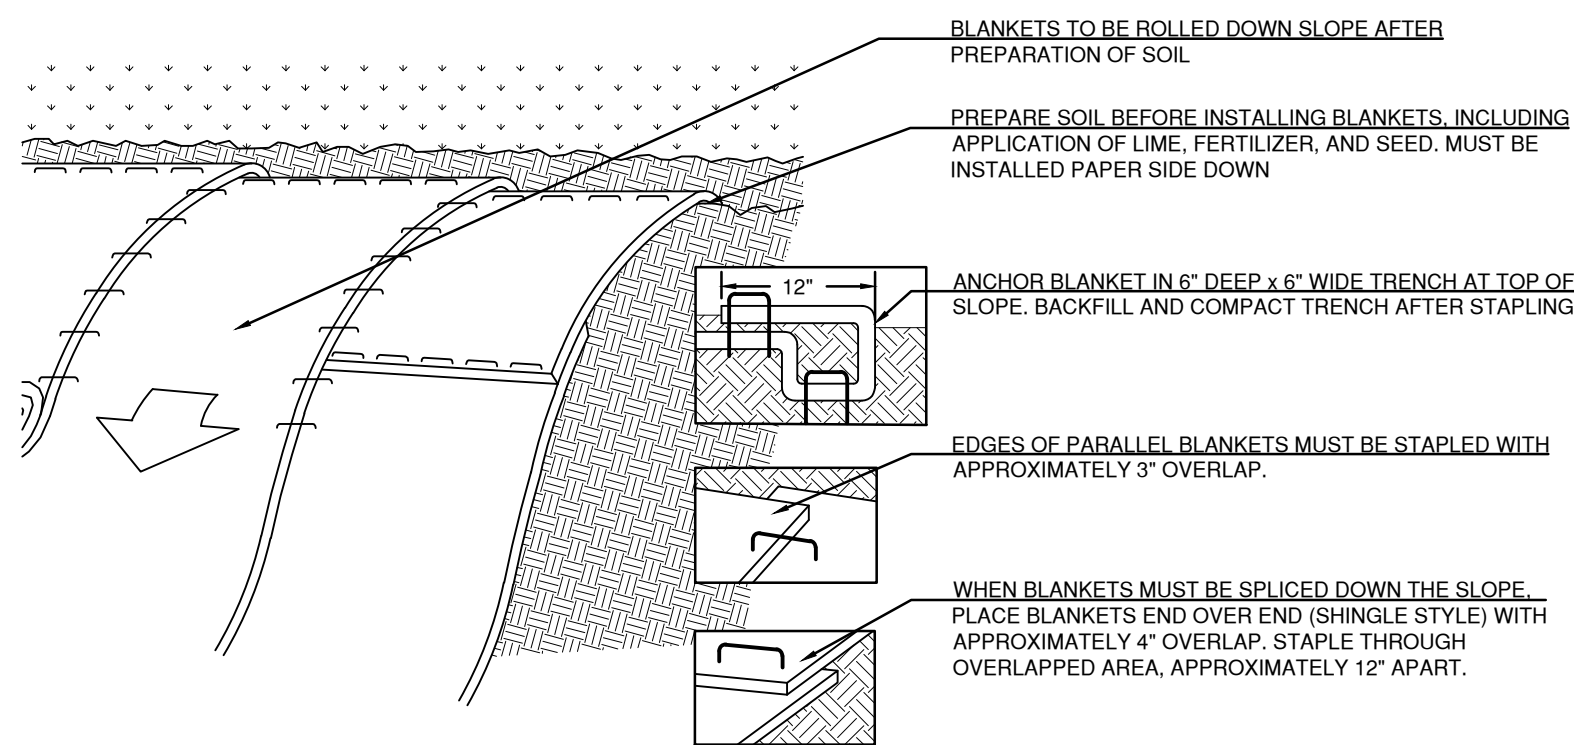 BLANKETS TO BE ROLLED DOWN SLOPE AFTER
PREPARATION OF SOIL
PREPARE SOIL BEFORE INSTALLING BLANKETS, INCLUDING
APPLICATION OF LIME, FERTILIZER, AND SEED. MUST BE
INSTALLED PAPER SIDE DOWN
12"
ANCHOR BLANKET IN 6" DEEP x 6" WIDE TRENCH AT TOP OF
SLOPE. BACKFILL AND COMPACT TRENCH AFTER STAPLING
EDGES OF PARALLEL BLANKETS MUST BE STAPLED WITH
APPROXIMATELY 3" OVERLAP.
WHEN BLANKETS MUST BE SPLICED DOWN THE SLOPE,
PLACE BLANKETS END OVER END (SHINGLE STYLE) WITH
APPROXIMATELY 4" OVERLAP. STAPLE THROUGH
OVERLAPPED AREA, APPROXIMATELY 12" APART.